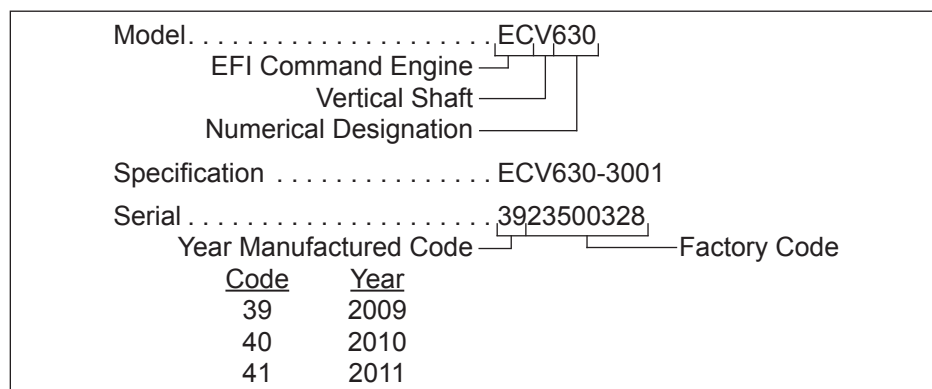 Model. . . . . . . . . . . . . . . . . . . . . ECV630
EFI Command Engine
Vertical Shaft
Numerical Designation
Specification . . . . . . . . . . . . . . . ECV630-3001
Serial . . . . . . . . . . . . . . . . . . . . . 3923500328
Year Manufactured Code Factory Code
Code Year
39 2009
40 2010
41 2011